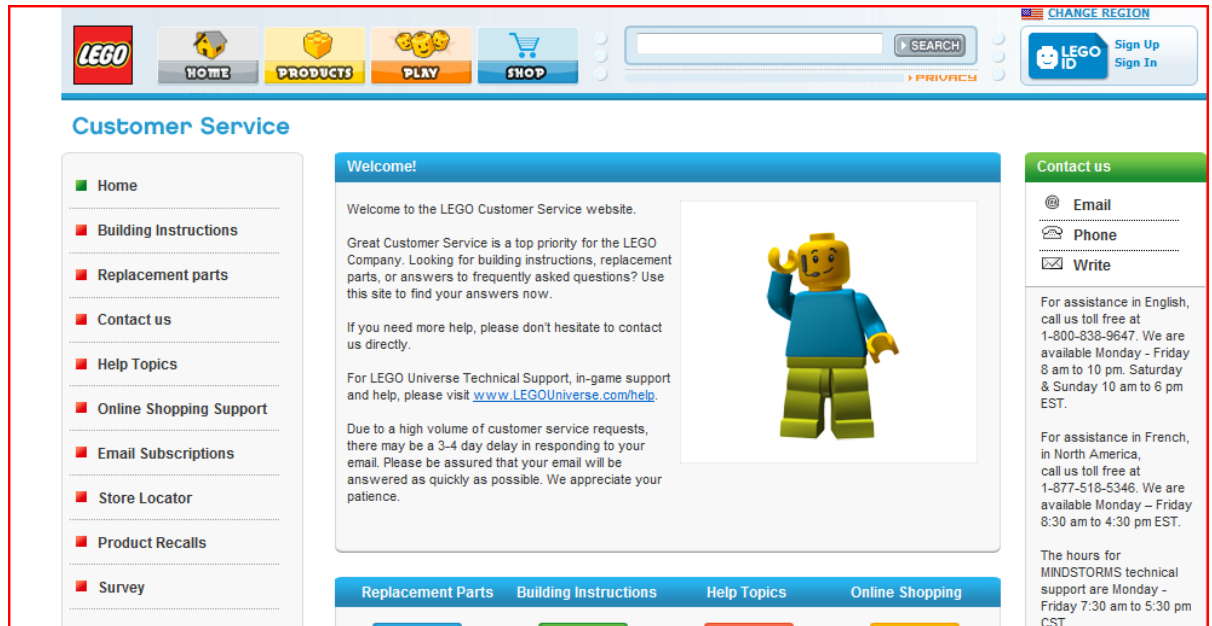 CHANGE REGION
LEGO
HOME
PRODUCTS
PLAY
SHOP
SEARCH
PRIVACY
LEGO ID
Sign Up
Sign In
Customer Service
Home
Building Instructions
Replacement parts
Contact us
Help Topics
Online Shopping Support
Email Subscriptions
Store Locator
Product Recalls
Survey
Welcome!
Welcome to the LEGO Customer Service website.
Great Customer Service is a top priority for the LEGO
Company. Looking for building instructions, replacement
parts, or answers to frequently asked questions? Use
this site to find your answers now.
If you need more help, please don't hesitate to contact
us directly.
For LEGO Universe Technical Support, in-game support
and help, please visit www.LEGOUniverse.com/help.
Due to a high volume of customer service requests,
there may be a 3-4 day delay in responding to your
email. Please be assured that your email will be
answered as quickly as possible. We appreciate your
patience.
Replacement Parts
Building Instructions
Help Topics
Online Shopping
Contact us
Email
Phone
Write
For assistance in English,
call us toll free at
1-800-838-9647. We are
available Monday - Friday
8 am to 10 pm. Saturday
& Sunday 10 am to 6 pm
EST.
For assistance in French,
in North America,
call us toll free at
1-877-518-5346. We are
available Monday – Friday
8:30 am to 4:30 pm EST.
The hours for
MINDSTORMS technical
support are Monday -
Friday 7:30 am to 5:30 pm
CST